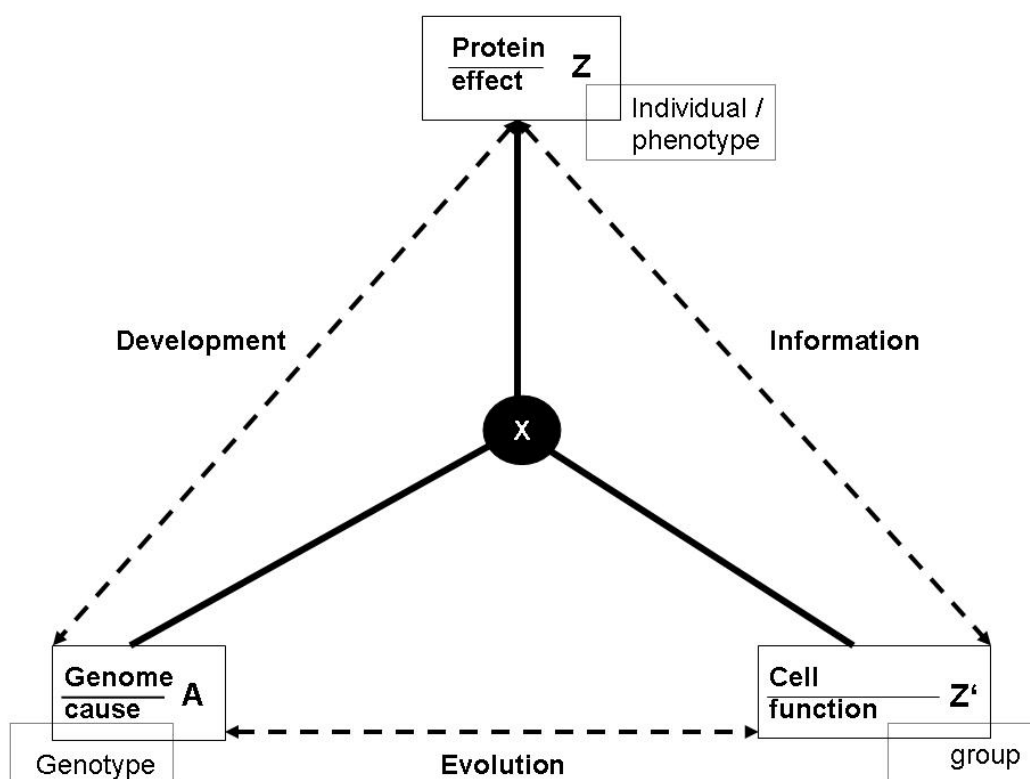 Protein
effect Z
Individual /
phenotype
Development
Information
X
Genome
cause A
Genotype
Cell
function Z‘
group
Evolution